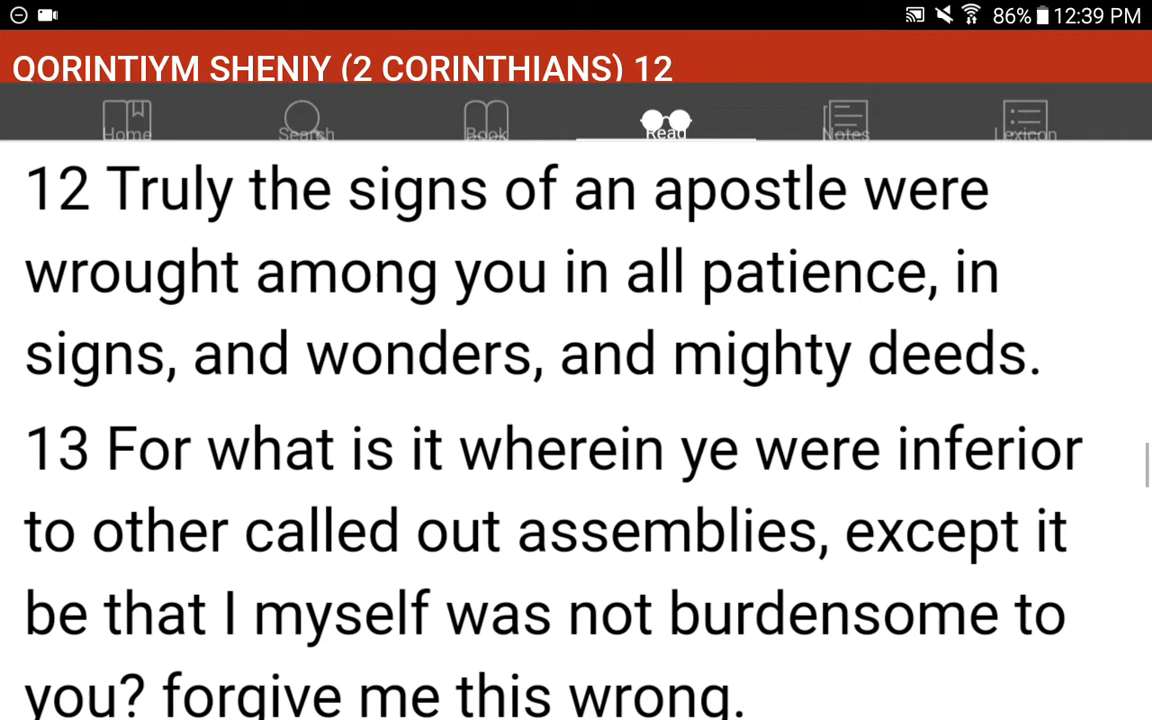 86% 12:39 PM
QORINTIYM SHENIY (2 CORINTHIANS) 12
Home Search Book Read Notes Lexicon
12 Truly the signs of an apostle were
wrought among you in all patience, in
signs, and wonders, and mighty deeds.
13 For what is it wherein ye were inferior
to other called out assemblies, except it
be that I myself was not burdensome to
you? forgive me this wrong.